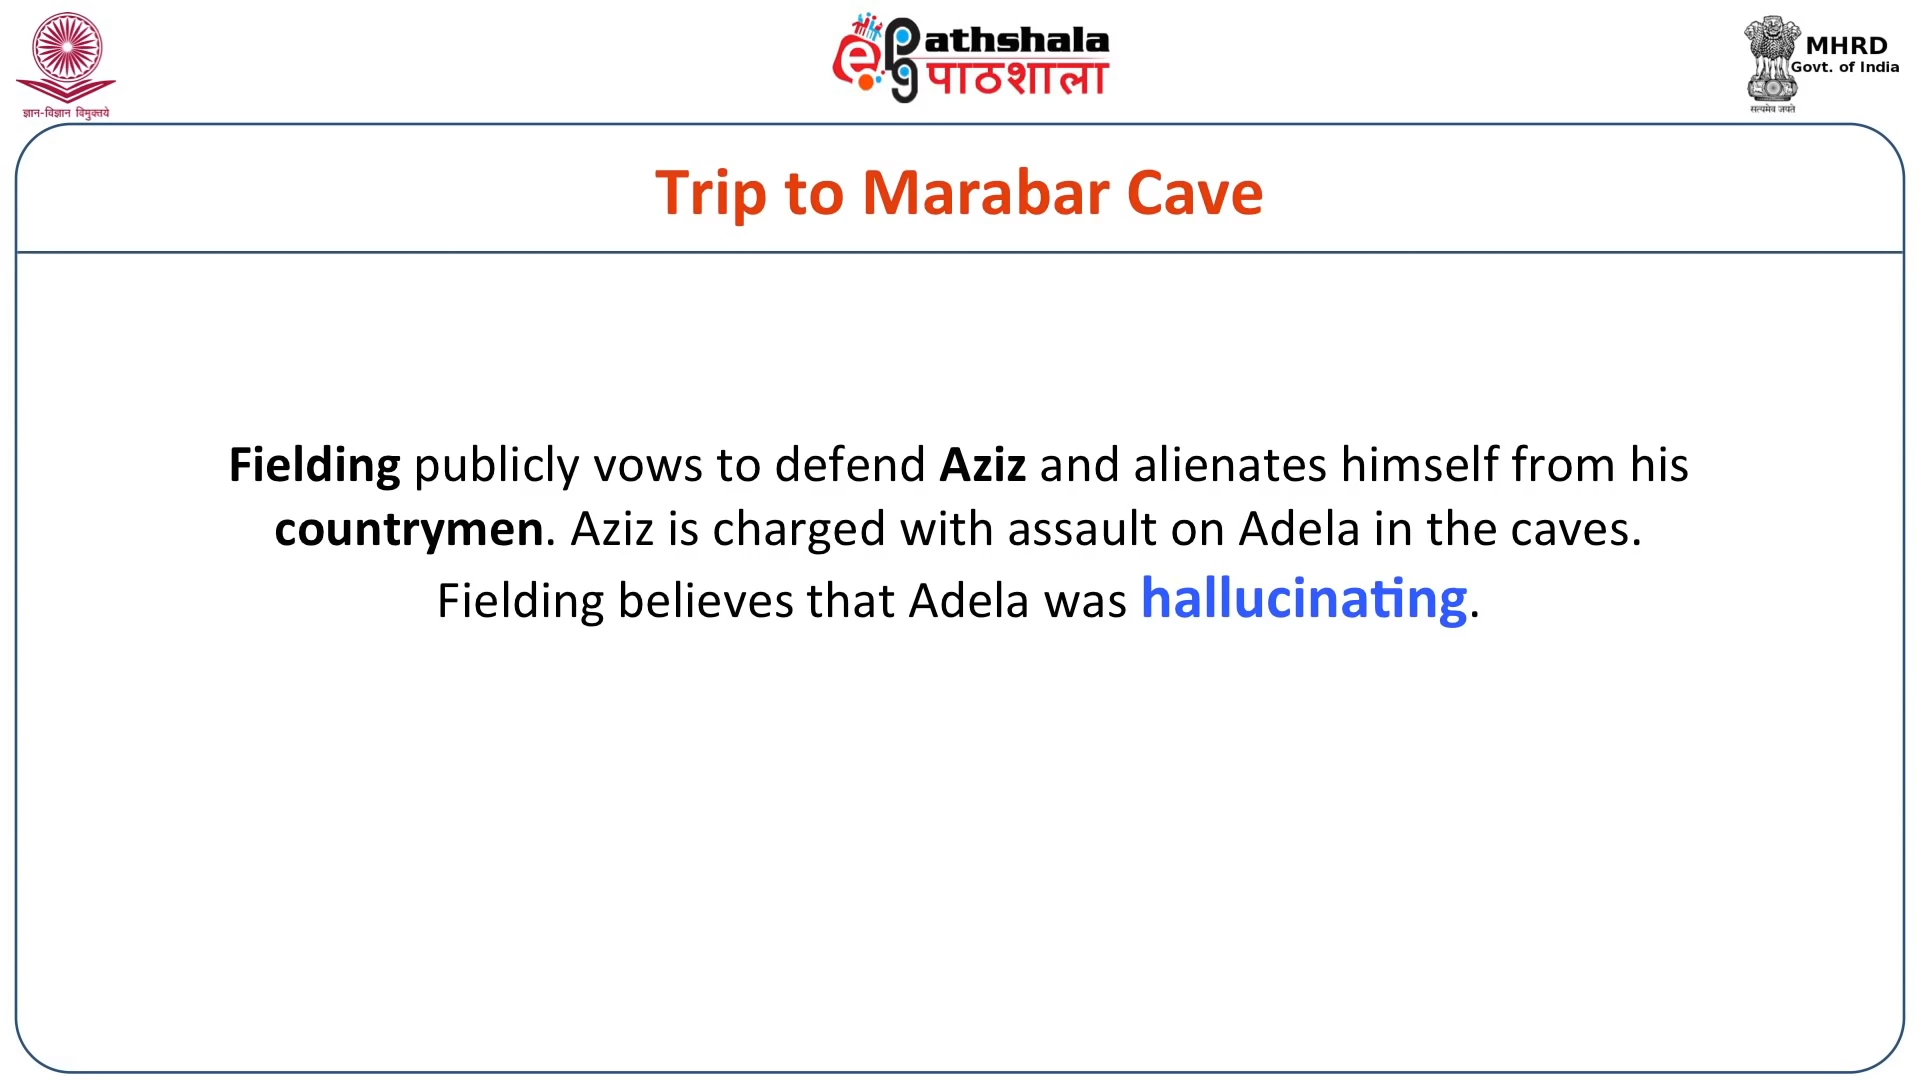 ज्ञान-विज्ञान विमुक्तये
ePathshala
pg पाठशाला
MHRD
Govt. of India
सत्यमेव जयते
Trip to Marabar Cave
Fielding publicly vows to defend Aziz and alienates himself from his
countrymen. Aziz is charged with assault on Adela in the caves.
Fielding believes that Adela was hallucinating.